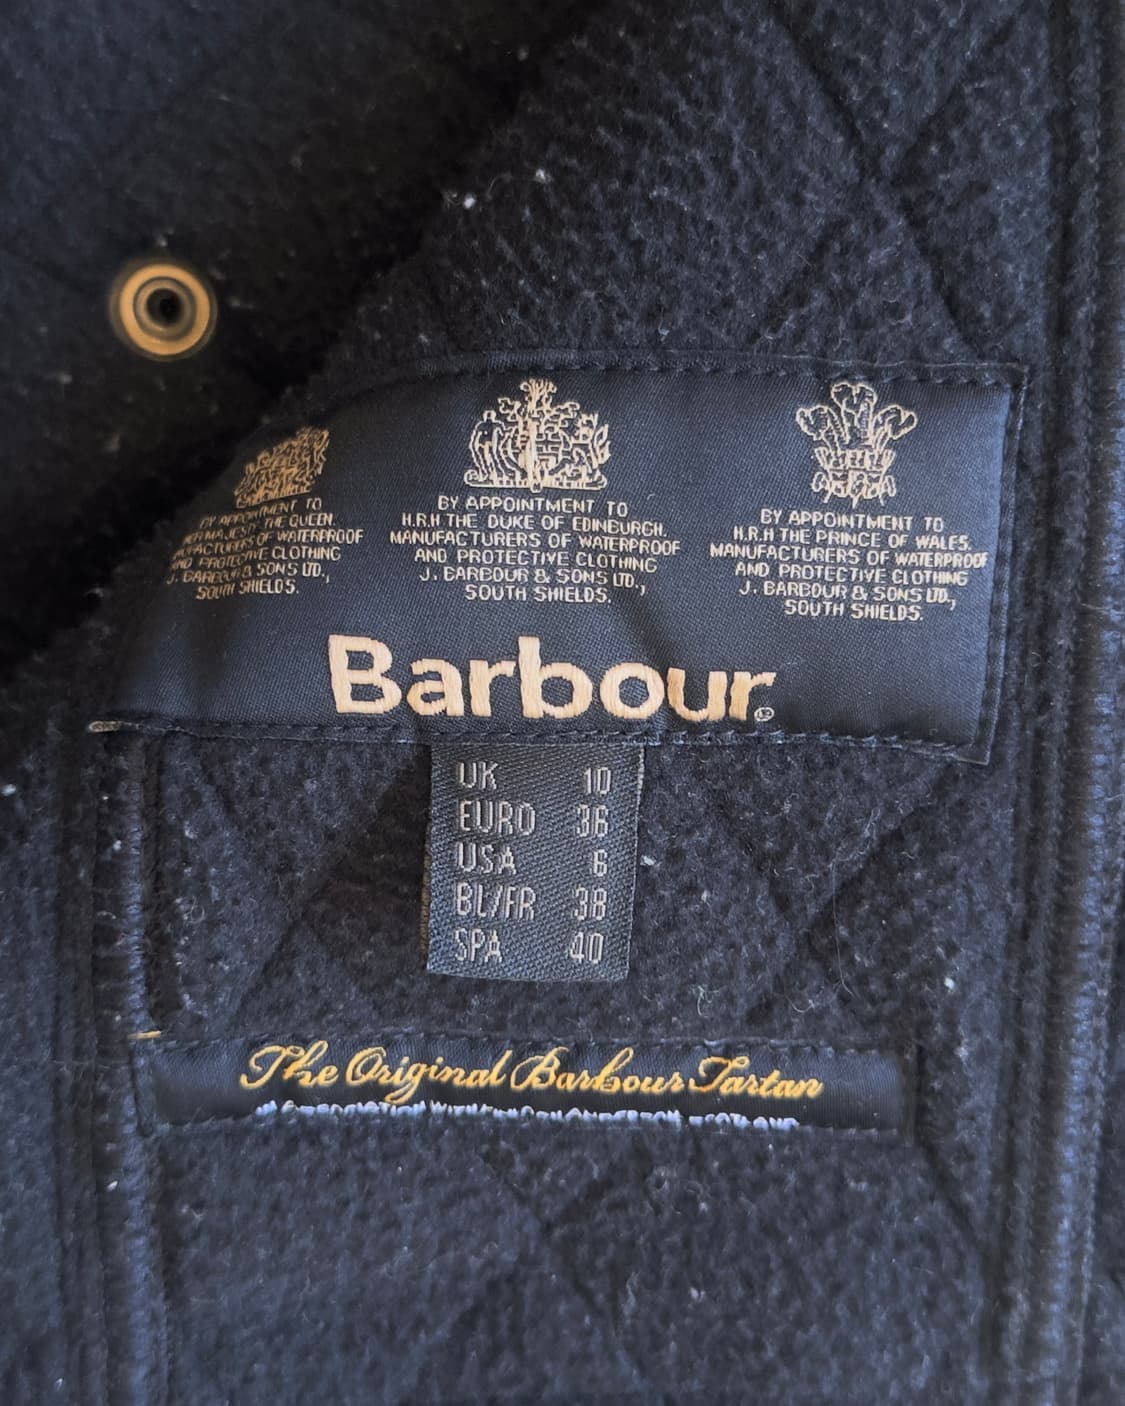 BY APPOINTMENT TO
HER MAJESTY THE QUEEN.
MANUFACTURERS OF WATERPROOF
AND PROTECTIVE CLOTHING
J. BARBOUR & SONS LTD.,
SOUTH SHIELDS.
BY APPOINTMENT TO
H.R.H THE DUKE OF EDINBURGH.
MANUFACTURERS OF WATERPROOF
AND PROTECTIVE CLOTHING
J. BARBOUR & SONS LTD.,
SOUTH SHIELDS.
BY APPOINTMENT TO
H.R.H THE PRINCE OF WALES.
MANUFACTURERS OF WATERPROOF
AND PROTECTIVE CLOTHING
J. BARBOUR & SONS LTD.,
SOUTH SHIELDS.
Barbour®
UK 10
EURO 36
USA 6
BL/FR 38
SPA 40
The Original Barbour Tartan
IN ASSOCIATION WITH